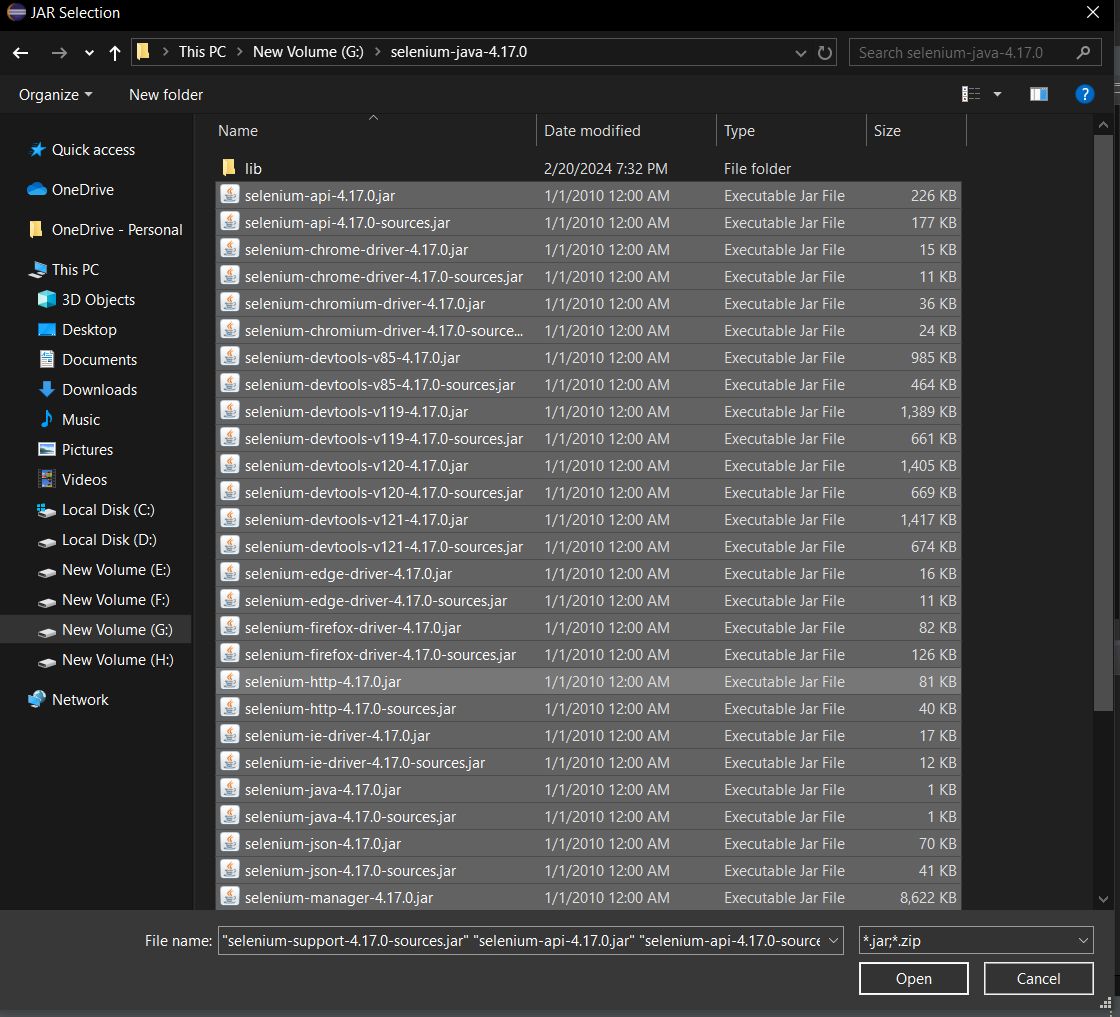 JAR Selection
This PC > New Volume (G:) > selenium-java-4.17.0
Search selenium-java-4.17.0
Organize
New folder
?
Quick access
OneDrive
OneDrive - Personal
This PC
3D Objects
Desktop
Documents
Downloads
Music
Pictures
Videos
Local Disk (C:)
Local Disk (D:)
New Volume (E:)
New Volume (F:)
New Volume (G:)
New Volume (H:)
Network
Name Date modified Type Size
lib 2/20/2024 7:32 PM File folder
selenium-api-4.17.0.jar 1/1/2010 12:00 AM Executable Jar File 226 KB
selenium-api-4.17.0-sources.jar 1/1/2010 12:00 AM Executable Jar File 177 KB
selenium-chrome-driver-4.17.0.jar 1/1/2010 12:00 AM Executable Jar File 15 KB
selenium-chrome-driver-4.17.0-sources.jar 1/1/2010 12:00 AM Executable Jar File 11 KB
selenium-chromium-driver-4.17.0.jar 1/1/2010 12:00 AM Executable Jar File 36 KB
selenium-chromium-driver-4.17.0-source... 1/1/2010 12:00 AM Executable Jar File 24 KB
selenium-devtools-v85-4.17.0.jar 1/1/2010 12:00 AM Executable Jar File 985 KB
selenium-devtools-v85-4.17.0-sources.jar 1/1/2010 12:00 AM Executable Jar File 464 KB
selenium-devtools-v119-4.17.0.jar 1/1/2010 12:00 AM Executable Jar File 1,389 KB
selenium-devtools-v119-4.17.0-sources.jar 1/1/2010 12:00 AM Executable Jar File 661 KB
selenium-devtools-v120-4.17.0.jar 1/1/2010 12:00 AM Executable Jar File 1,405 KB
selenium-devtools-v120-4.17.0-sources.jar 1/1/2010 12:00 AM Executable Jar File 669 KB
selenium-devtools-v121-4.17.0.jar 1/1/2010 12:00 AM Executable Jar File 1,417 KB
selenium-devtools-v121-4.17.0-sources.jar 1/1/2010 12:00 AM Executable Jar File 674 KB
selenium-edge-driver-4.17.0.jar 1/1/2010 12:00 AM Executable Jar File 16 KB
selenium-edge-driver-4.17.0-sources.jar 1/1/2010 12:00 AM Executable Jar File 11 KB
selenium-firefox-driver-4.17.0.jar 1/1/2010 12:00 AM Executable Jar File 82 KB
selenium-firefox-driver-4.17.0-sources.jar 1/1/2010 12:00 AM Executable Jar File 126 KB
selenium-http-4.17.0.jar 1/1/2010 12:00 AM Executable Jar File 81 KB
selenium-http-4.17.0-sources.jar 1/1/2010 12:00 AM Executable Jar File 40 KB
selenium-ie-driver-4.17.0.jar 1/1/2010 12:00 AM Executable Jar File 17 KB
selenium-ie-driver-4.17.0-sources.jar 1/1/2010 12:00 AM Executable Jar File 12 KB
selenium-java-4.17.0.jar 1/1/2010 12:00 AM Executable Jar File 1 KB
selenium-java-4.17.0-sources.jar 1/1/2010 12:00 AM Executable Jar File 1 KB
selenium-json-4.17.0.jar 1/1/2010 12:00 AM Executable Jar File 70 KB
selenium-json-4.17.0-sources.jar 1/1/2010 12:00 AM Executable Jar File 41 KB
selenium-manager-4.17.0.jar 1/1/2010 12:00 AM Executable Jar File 8,622 KB
File name: "selenium-support-4.17.0-sources.jar" "selenium-api-4.17.0.jar" "selenium-api-4.17.0-source
*.jar;*.zip
Open
Cancel